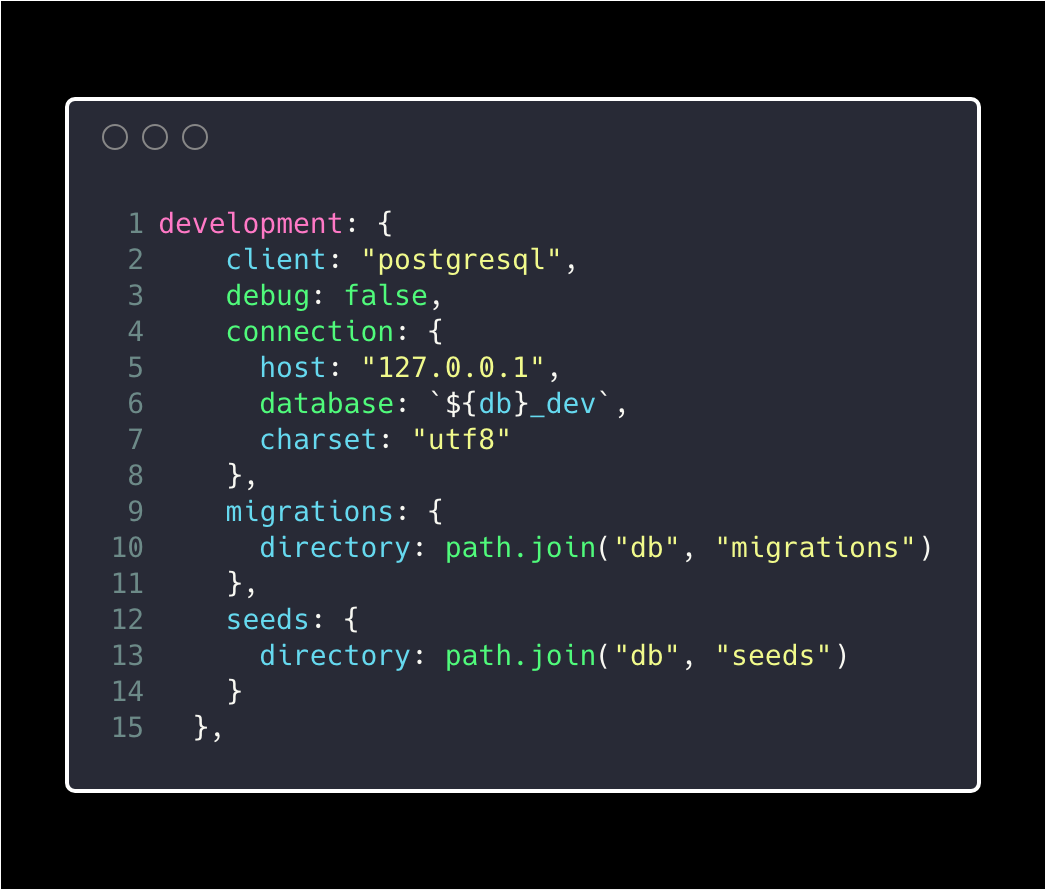 1 development: {
2     client: "postgresql",
3     debug: false,
4     connection: {
5       host: "127.0.0.1",
6       database: `${db}_dev`,
7       charset: "utf8"
8     },
9     migrations: {
10       directory: path.join("db", "migrations")
11     },
12     seeds: {
13       directory: path.join("db", "seeds")
14     }
15   },